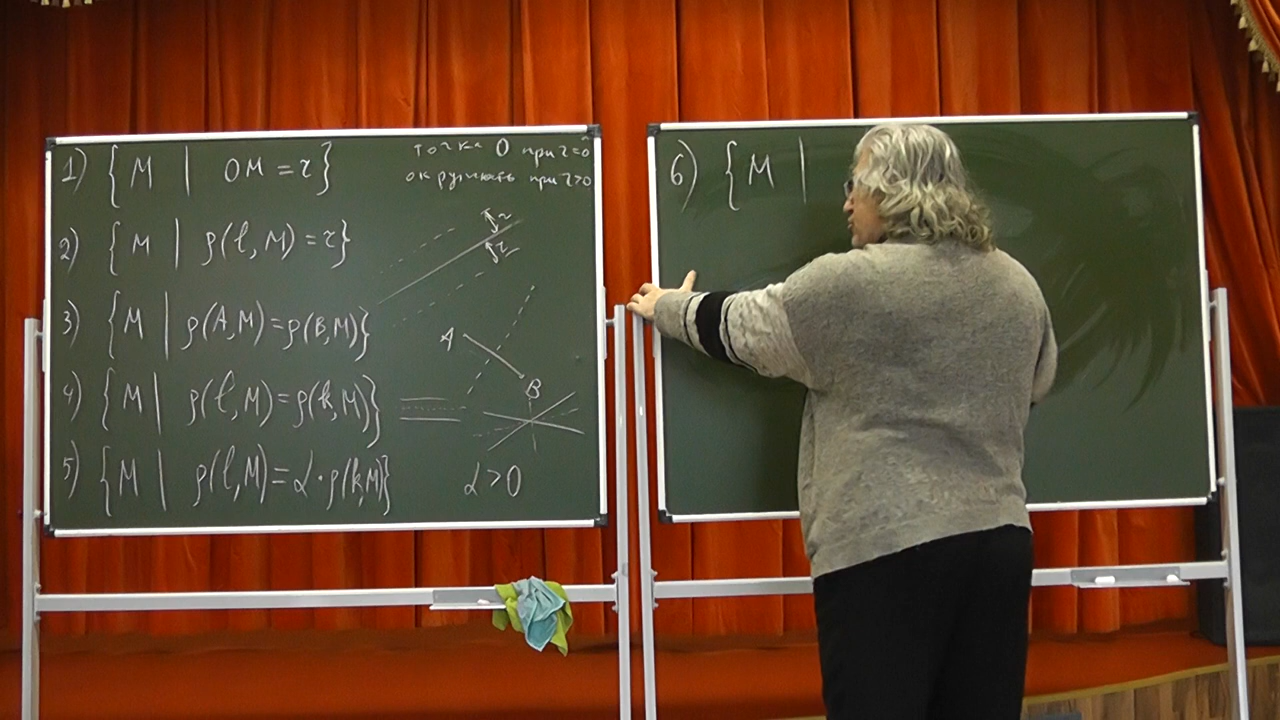 1) { M | OM = r }
точка O при r=0
окружность при r>0
2) { M | ρ(ℓ, M) = r }
r
r
3) { M | ρ(A,M) = ρ(B,M) }
A
B
4) { M | ρ(ℓ,M) = ρ(k,M) }
5) { M | ρ(ℓ,M) = α · ρ(k,M) }
α > 0
6) { M |